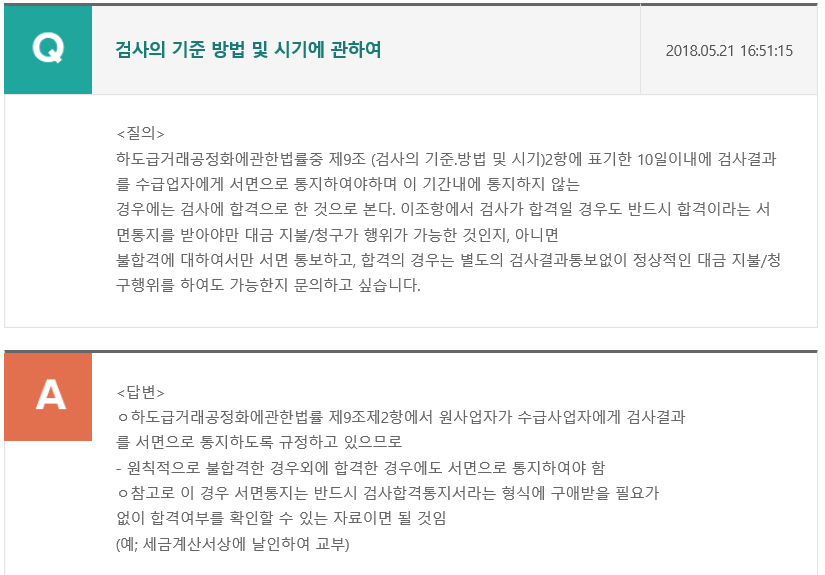 Q
검사의 기준 방법 및 시기에 관하여
2018.05.21 16:51:15
<질의>
하도급거래공정화에관한법률중 제9조 (검사의 기준.방법 및 시기)2항에 표기한 10일이내에 검사결과
를 수급업자에게 서면으로 통지하여야하며 이 기간내에 통지하지 않는
경우에는 검사에 합격으로 한 것으로 본다. 이조항에서 검사가 합격일 경우도 반드시 합격이라는 서
면통지를 받아야만 대금 지불/청구가 행위가 가능한 것인지, 아니면
불합격에 대하여서만 서면 통보하고, 합격의 경우는 별도의 검사결과통보없이 정상적인 대금 지불/청
구행위를 하여도 가능한지 문의하고 싶습니다.
A
<답변>
ㅇ하도급거래공정화에관한법률 제9조제2항에서 원사업자가 수급사업자에게 검사결과
를 서면으로 통지하도록 규정하고 있으므로
- 원칙적으로 불합격한 경우외에 합격한 경우에도 서면으로 통지하여야 함
ㅇ참고로 이 경우 서면통지는 반드시 검사합격통지서라는 형식에 구애받을 필요가
없이 합격여부를 확인할 수 있는 자료이면 될 것임
(예; 세금계산서상에 날인하여 교부)